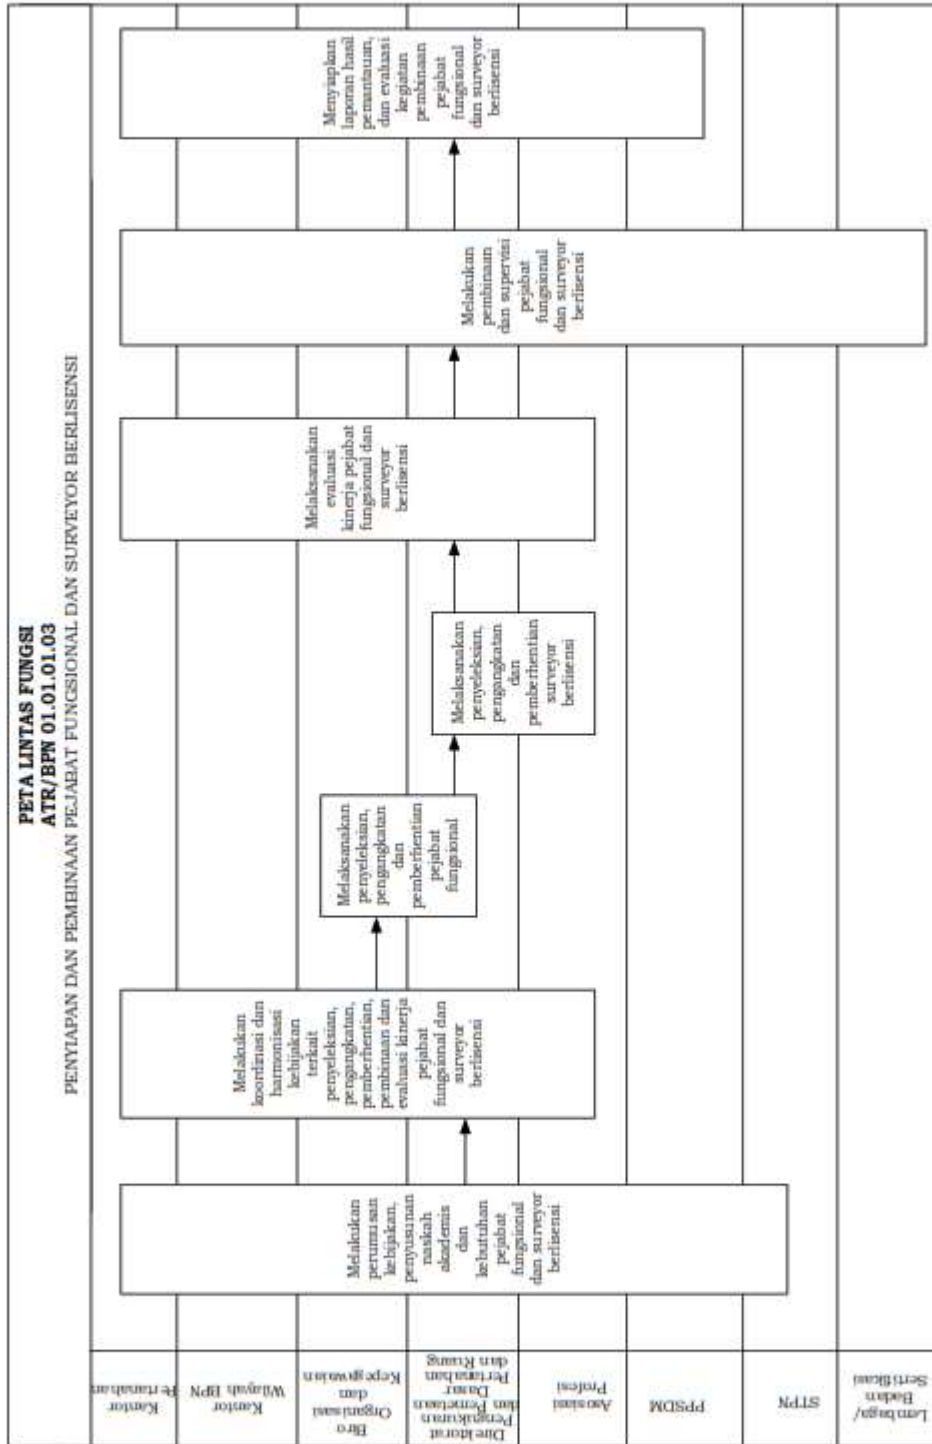 PETA LINTAS FUNGSI
ATR/BPN 01.01.01.03
PENYIAPAN DAN PEMBINAAN PEJABAT FUNGSIONAL DAN SURVEYOR BERLISENSI
Kantor
Pertanahan
Kantor
Wilayah BPN
Biro
Organisasi
dan
Kepegawaian
Direktorat
Pengukuran
dan Pemetaan
Dasar
Pertanahan
dan Ruang
Asosiasi
Profesi
PPSDM
STPN
Lembaga/
Badan
Sertifikasi
Melakukan
perumusan
kebijakan,
penyusunan
naskah
akademis
dan
kebutuhan
pejabat
fungsional
dan surveyor
berlisensi
Melakukan
koordinasi dan
harmonisasi
kebijakan
terkait
penyeleksian,
pengangkatan,
pemberhentian,
pembinaan dan
evaluasi kinerja
pejabat
fungsional dan
surveyor
berlisensi
Melaksanakan
penyeleksian,
pengangkatan
dan
pemberhentian
pejabat
fungsional
Melaksanakan
penyeleksian,
pengangkatan
dan
pemberhentian
surveyor
berlisensi
Melaksanakan
evaluasi
kinerja pejabat
fungsional dan
surveyor
berlisensi
Melakukan
pembinaan
dan supervisi
pejabat
fungsional
dan surveyor
berlisensi
Menyiapkan
laporan hasil
pemantauan,
dan evaluasi
kegiatan
pembinaan
pejabat
fungsional
dan surveyor
berlisensi